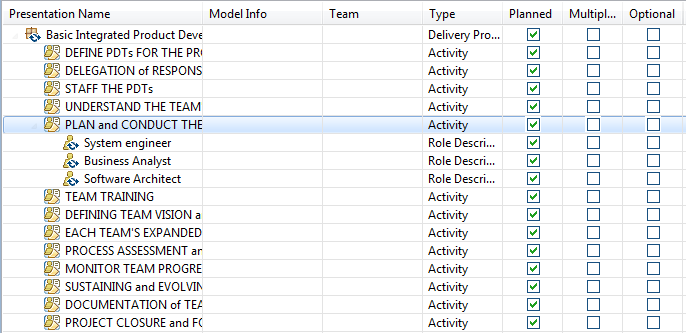 Presentation Name Model Info Team Type Planned Multipl... Optional
Basic Integrated Product Deve Delivery Pro...
DEFINE PDTs FOR THE PRO Activity
DELEGATION of RESPONS Activity
STAFF THE PDTs Activity
UNDERSTAND THE TEAM Activity
PLAN and CONDUCT THE Activity
System engineer Role Descri...
Business Analyst Role Descri...
Software Architect Role Descri...
TEAM TRAINING Activity
DEFINING TEAM VISION a Activity
EACH TEAM'S EXPANDED Activity
PROCESS ASSESSMENT an Activity
MONITOR TEAM PROGRE Activity
SUSTAINING and EVOLVIN Activity
DOCUMENTATION of TEA Activity
PROJECT CLOSURE and FO Activity